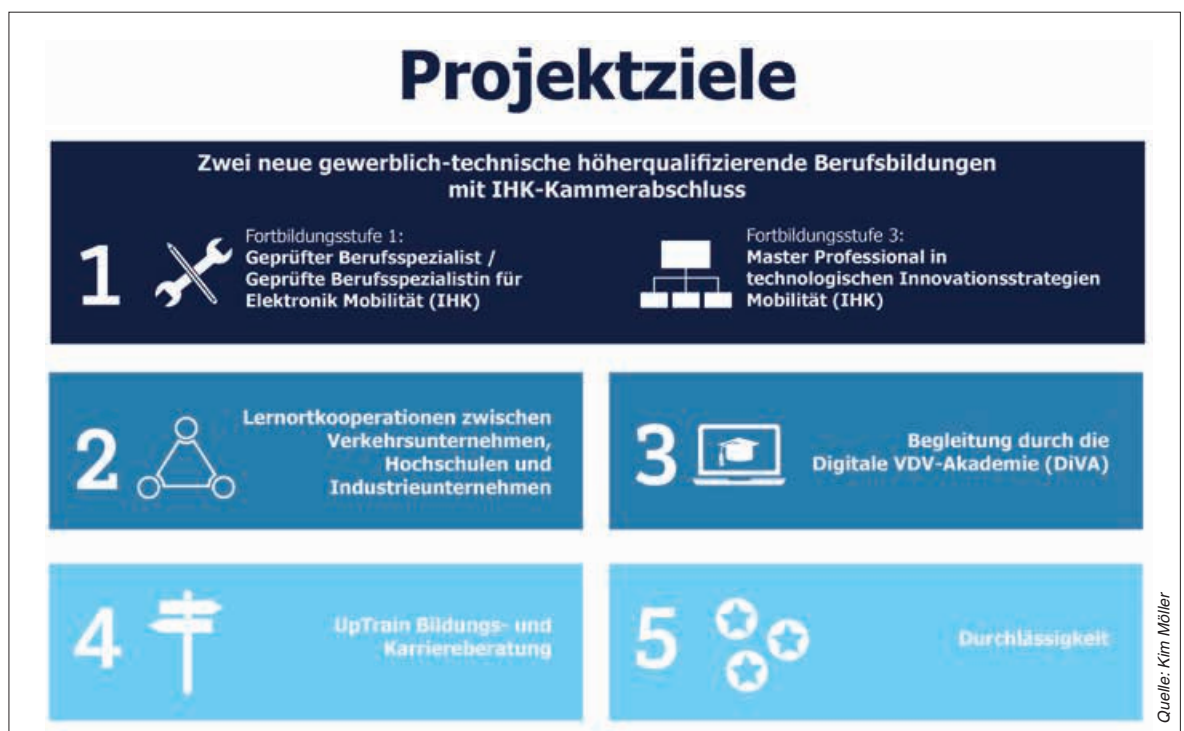 Projektziele
Zwei neue gewerblich-technische höherqualifizierende Berufsbildungen
mit IHK-Kammerabschluss
1
Fortbildungsstufe 1:
Geprüfter Berufsspezialist /
Geprüfte Berufsspezialistin für
Elektronik Mobilität (IHK)
Fortbildungsstufe 3:
Master Professional in
technologischen Innovationsstrategien
Mobilität (IHK)
2
Lernortkooperationen zwischen
Verkehrsunternehmen,
Hochschulen und
Industrieunternehmen
3
Begleitung durch die
Digitale VDV-Akademie (DiVA)
4
UpTrain Bildungs- und
Karriereberatung
5
Durchlässigkeit
Quelle: Kim Möller